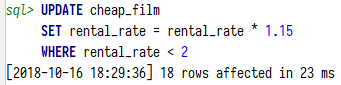 sql> UPDATE cheap_film
SET rental_rate = rental_rate * 1.15
WHERE rental_rate < 2
[2018-10-16 18:29:36] 18 rows affected in 23 ms